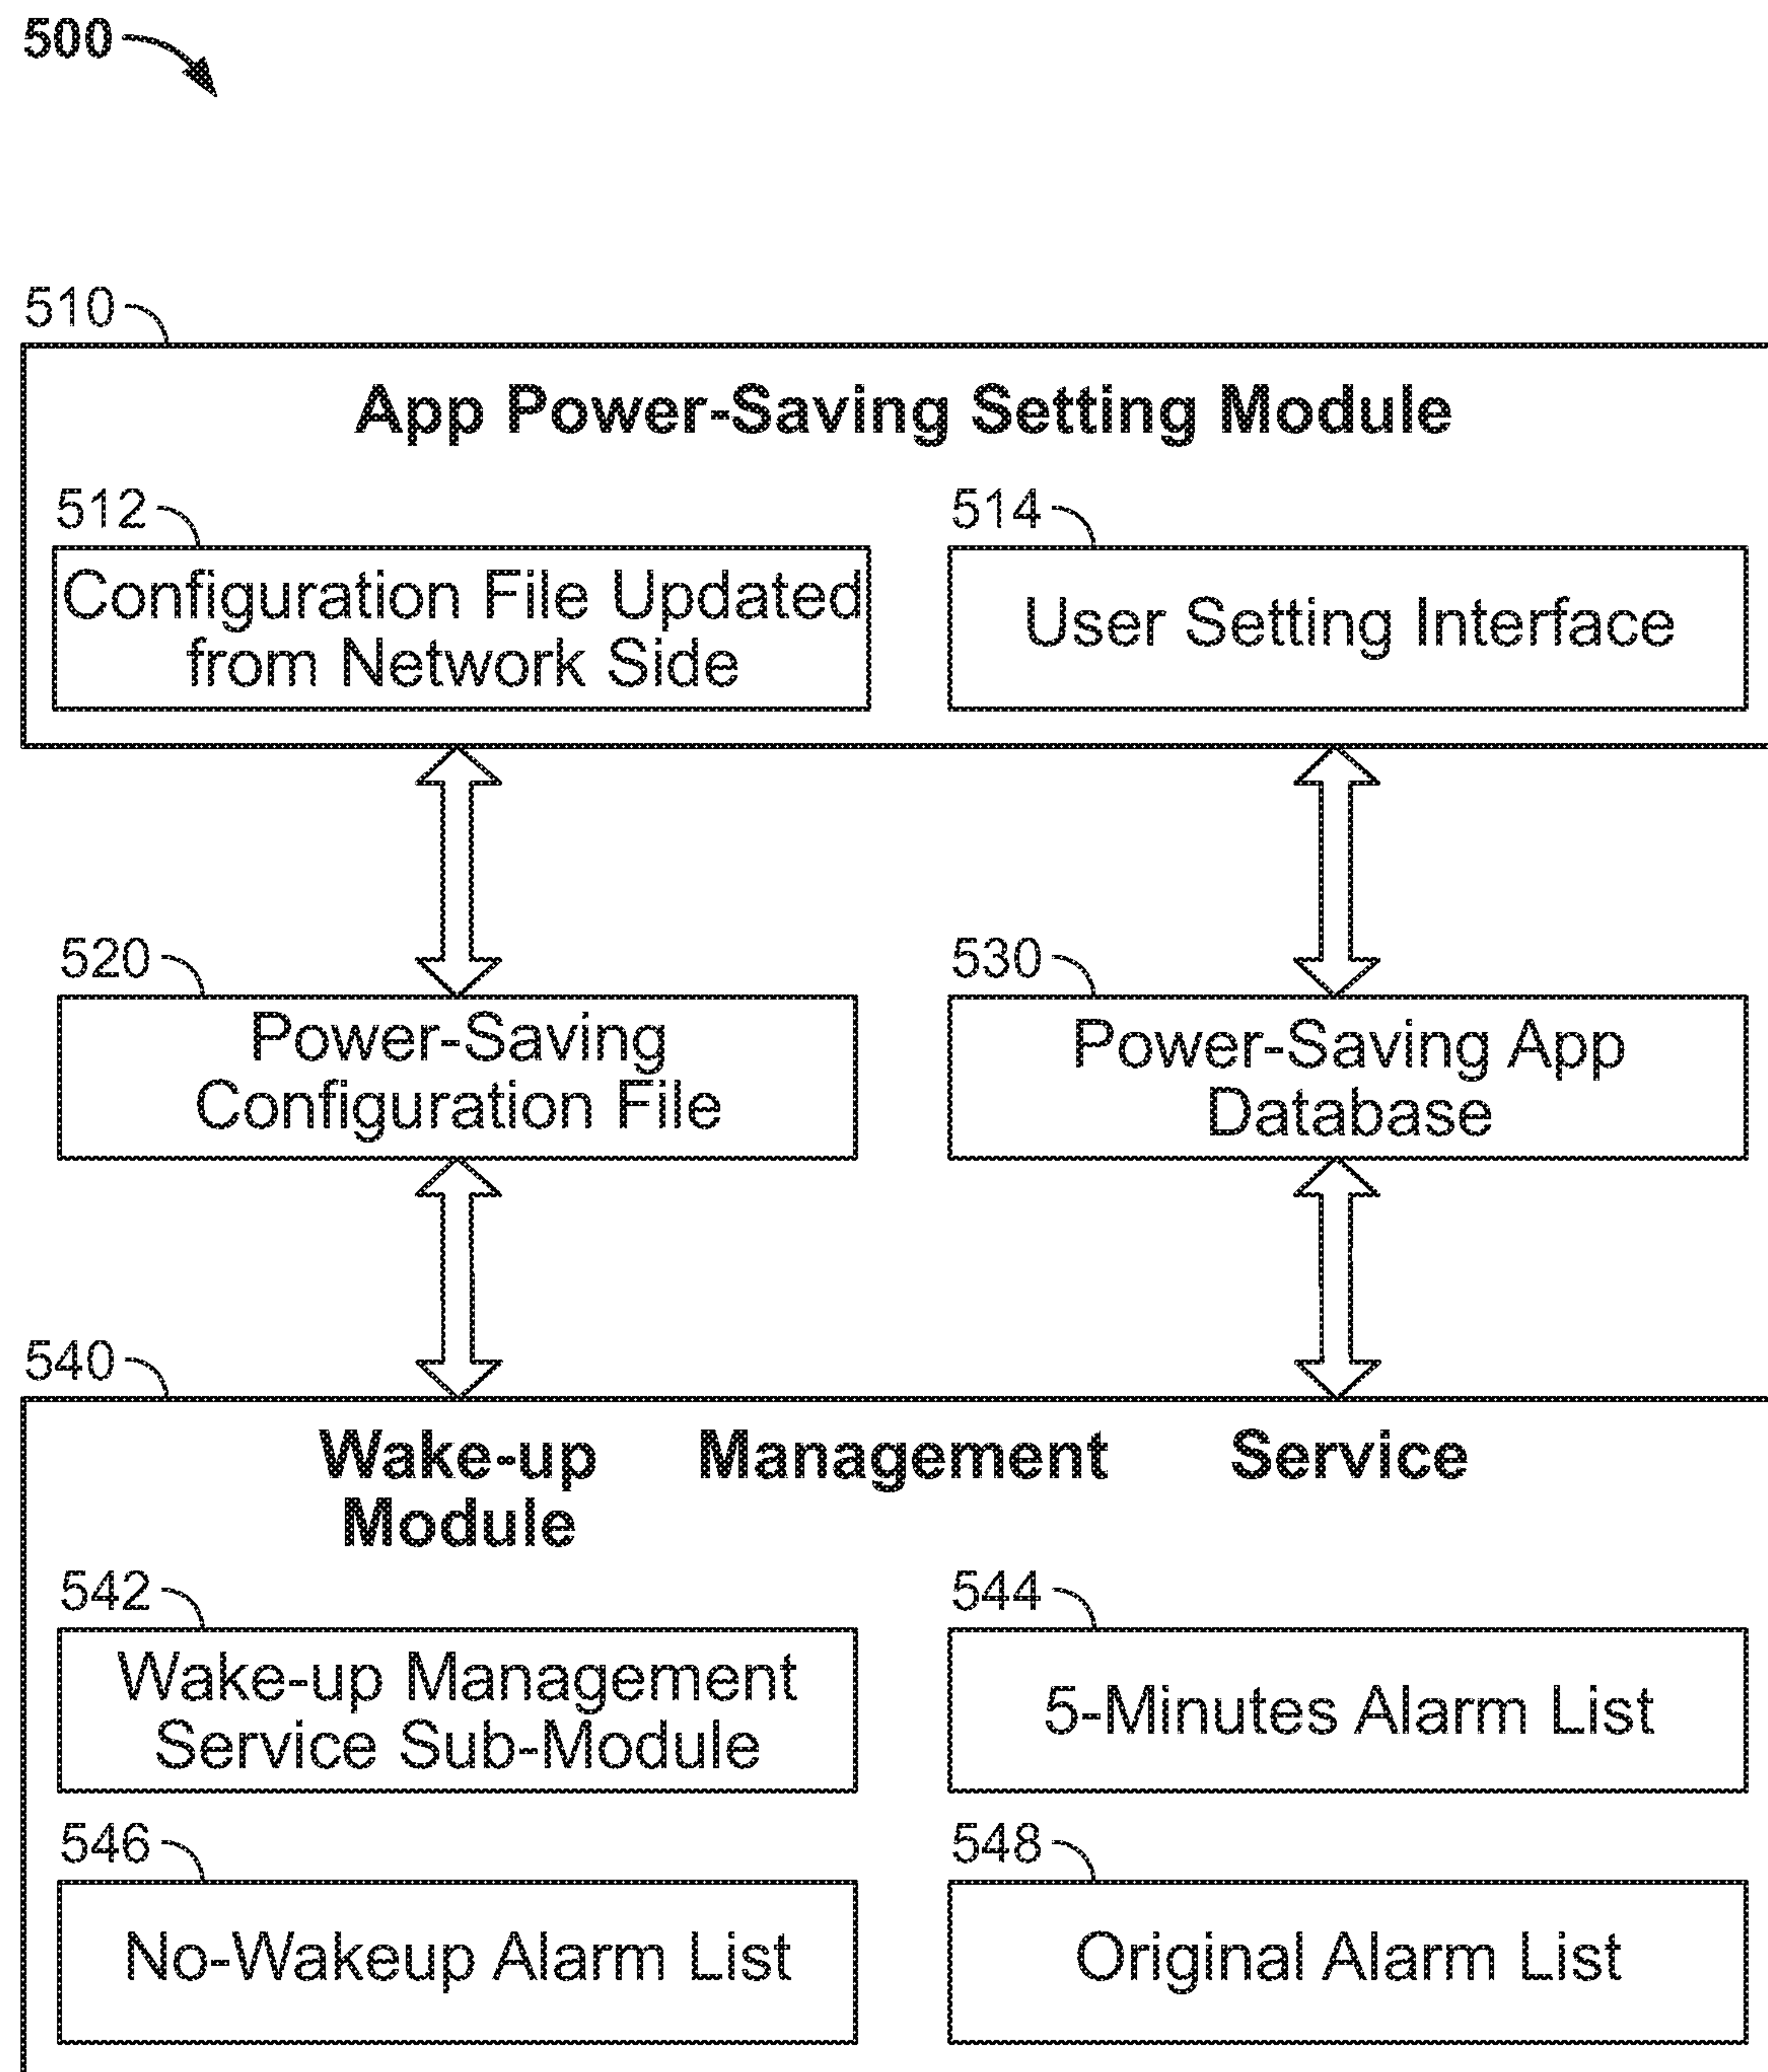 500
510
App Power-Saving Setting Module
512
514
Configuration File Updated
from Network Side
User Setting Interface
520
530
Power-Saving
Configuration File
Power-Saving App
Database
540
Wake-up Management Service
Module
542
544
Wake-up Management
Service Sub-Module
5-Minutes Alarm List
546
548
No-Wakeup Alarm List
Original Alarm List